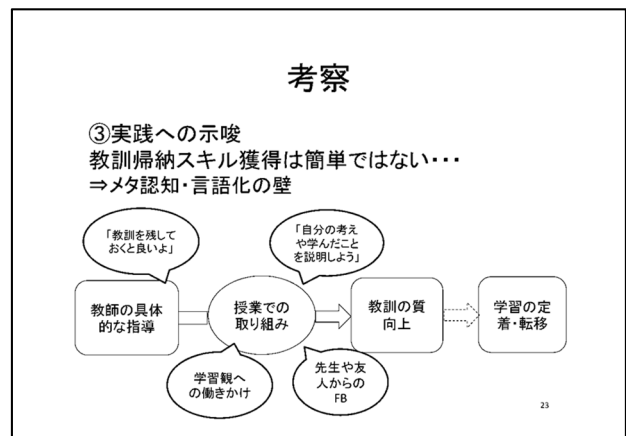 考察
③実践への示唆
教訓帰納スキル獲得は簡単ではない・・・
⇒メタ認知・言語化の壁
「教訓を残して
おくと良いよ」
「自分の考え
や学んだこと
を説明しよう」
教師の具体
的な指導
授業での
取り組み
教訓の質
向上
学習の定
着・転移
学習観へ
の働きかけ
先生や友
人からの
FB
23